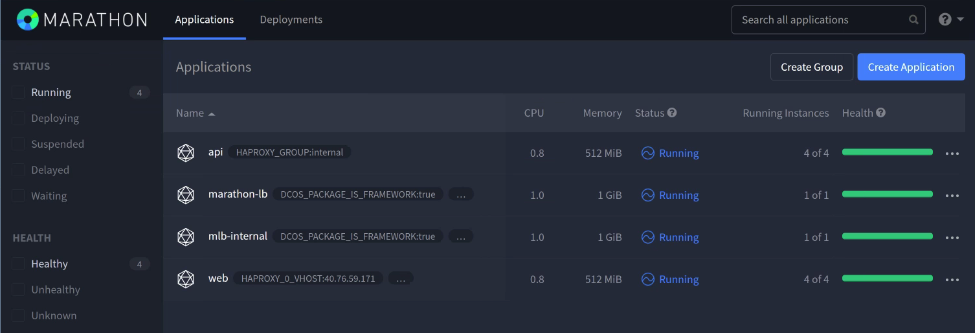 MARATHON Applications Deployments Search all applications
STATUS
Running 4
Deploying
Suspended
Delayed
Waiting
HEALTH
Healthy 4
Unhealthy
Unknown
Applications Create Group Create Application
Name CPU Memory Status Running Instances Health
api HAPROXY_GROUP:internal 0.8 512 MiB Running 4 of 4 ...
marathon-lb DCOS_PACKAGE_IS_FRAMEWORK:true ... 1.0 1 GiB Running 1 of 1 ...
mlb-internal DCOS_PACKAGE_IS_FRAMEWORK:true ... 1.0 1 GiB Running 1 of 1 ...
web HAPROXY_0_VHOST:40.76.59.171 ... 0.8 512 MiB Running 4 of 4 ...